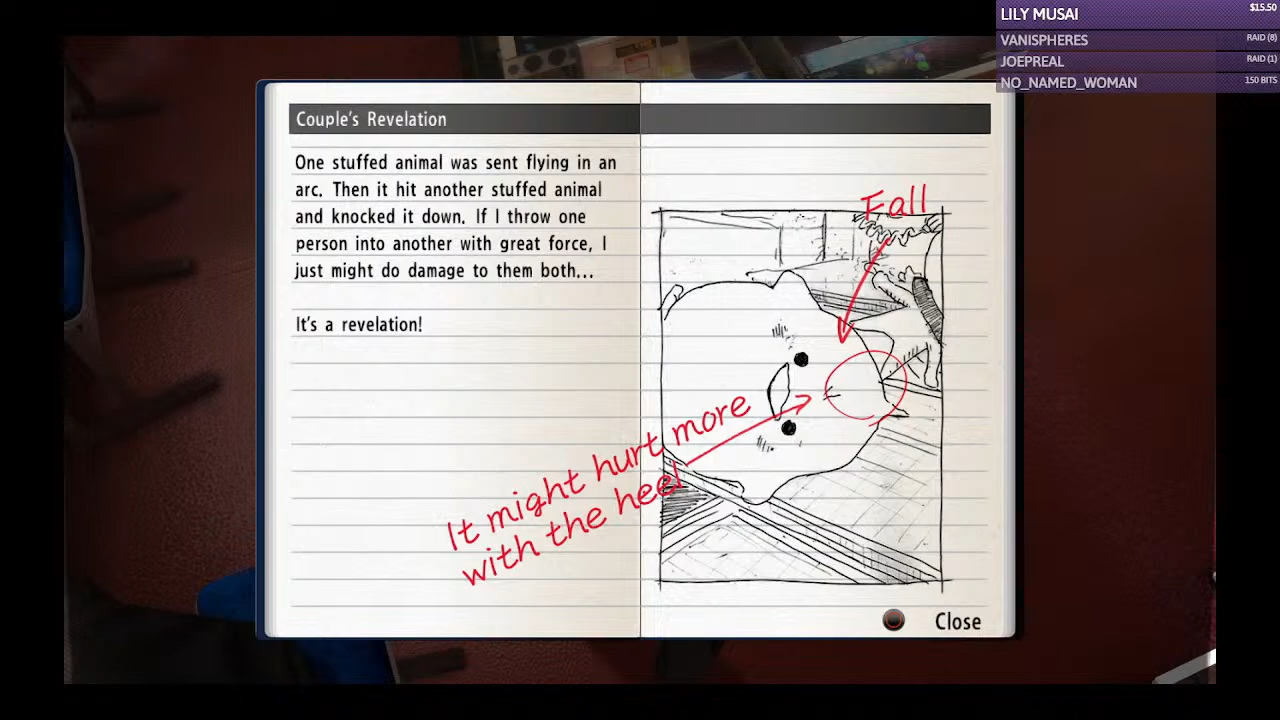 LILY MUSAI
$15.50
VANISPHERES
RAID (8)
JOEPREAL
RAID (1)
NO_NAMED_WOMAN
150 BITS
Couple's Revelation
One stuffed animal was sent flying in an
arc. Then it hit another stuffed animal
and knocked it down. If I throw one
person into another with great force, I
just might do damage to them both...
It's a revelation!
Fall
It might hurt more
with the heel
Close